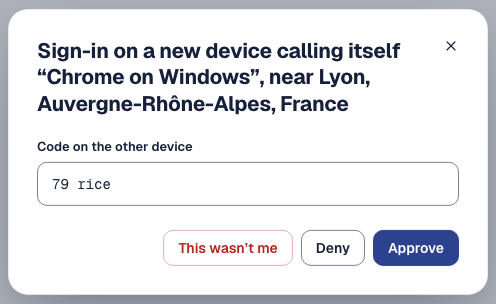 Sign-in on a new device calling itself
“Chrome on Windows”, near Lyon,
Auvergne-Rhône-Alpes, France
Code on the other device
79 rice
This wasn’t me
Deny
Approve